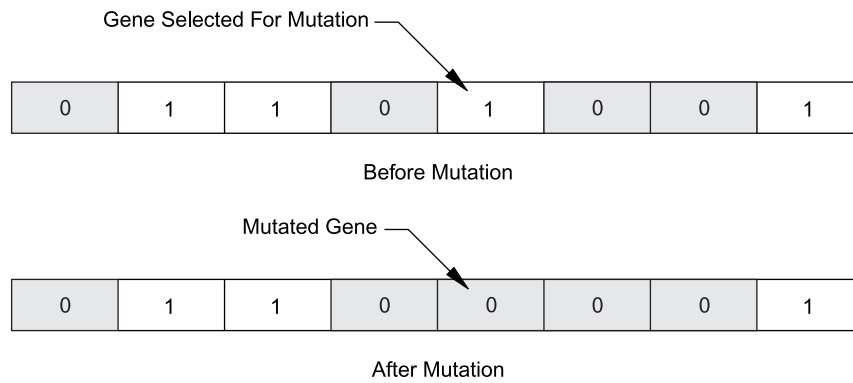 Gene Selected For Mutation
0 1 1 0 1 0 0 1
Before Mutation
Mutated Gene
0 1 1 0 0 0 0 1
After Mutation